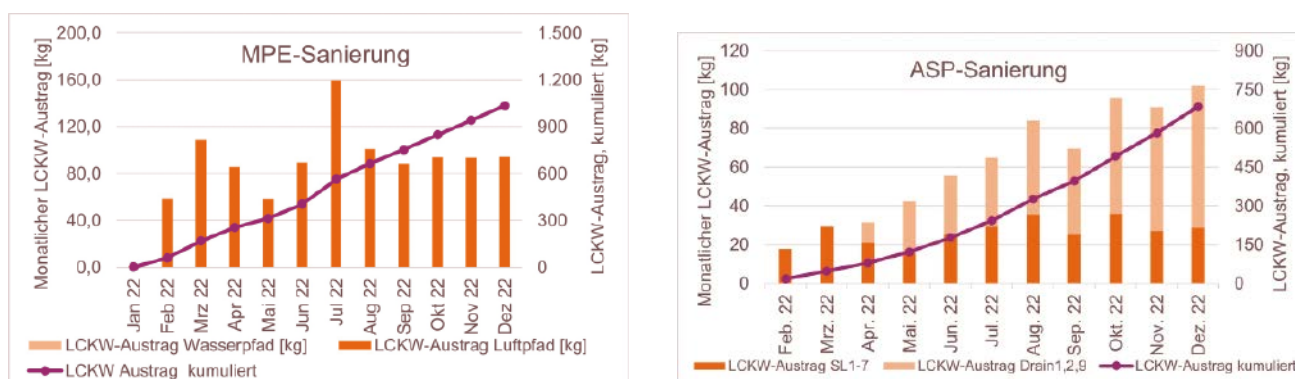 MPE-Sanierung
Monatlicher LCKW-Austrag [kg]
200,0
160,0
120,0
80,0
40,0
0,0
1.500
1.200
900
600
300
0
LCKW-Austrag, kumuliert [kg]
Jan 22
Feb 22
Mrz 22
Apr 22
Mai 22
Jun 22
Jul 22
Aug 22
Sep 22
Okt 22
Nov 22
Dez 22
LCKW-Austrag Wasserpfad [kg]
LCKW-Austrag Luftpfad [kg]
LCKW Austrag kumuliert
ASP-Sanierung
Monatlicher LCKW-Austrag [kg]
120
100
80
60
40
20
0
900
750
600
450
300
150
0
LCKW-Austrag, kumuliert [kg]
Feb. 22
Mrz. 22
Apr. 22
Mai. 22
Jun. 22
Jul. 22
Aug. 22
Sep. 22
Okt. 22
Nov. 22
Dez. 22
LCKW-Austrag SL1-7
LCKW-Austrag Drain1,2,9
LCKW-Austrag kumuliert